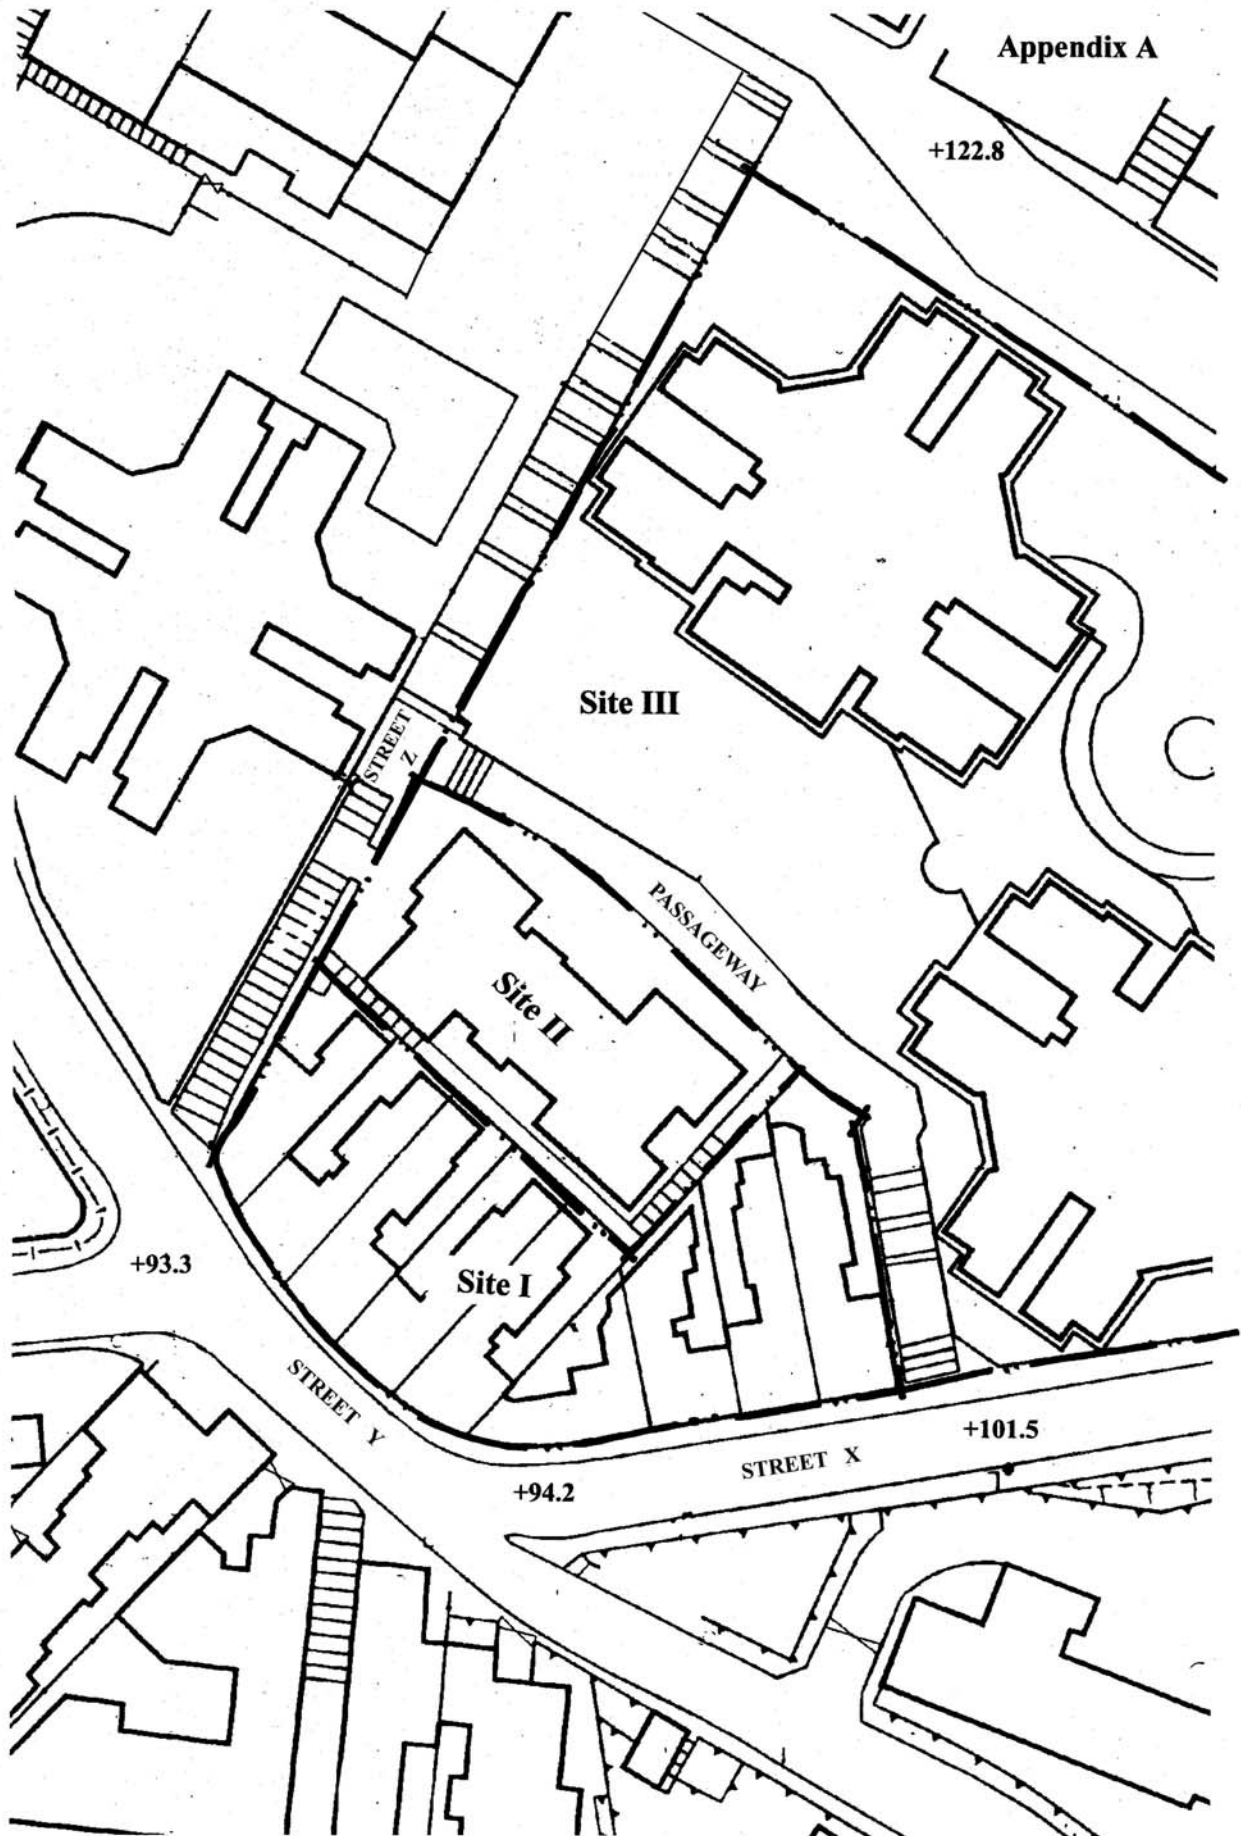 Appendix A
+122.8
Site III
STREET
Z
PASSAGEWAY
Site II
+93.3
Site I
STREET Y
+101.5
STREET X
+94.2